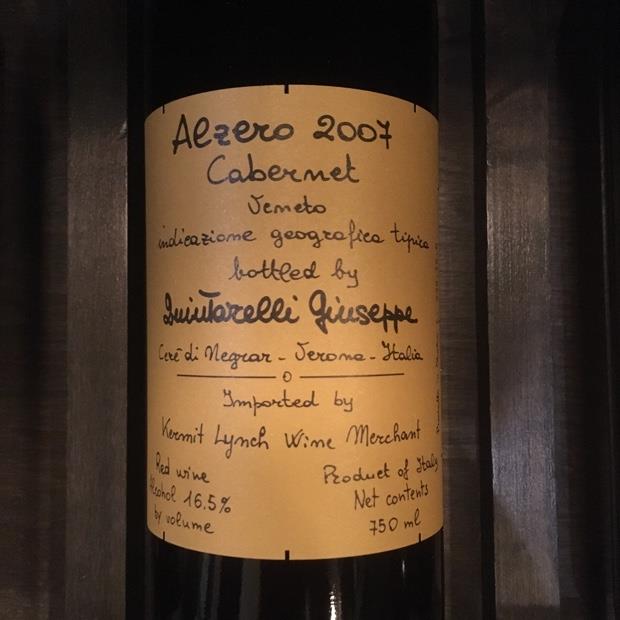 Alzero 2007
Cabernet
Veneto
indicazione geografica tipica
bottled by
Quintarelli Giuseppe
Cerè di Negrar - Verona - Italia
Imported by
Kermit Lynch Wine Merchant
Red wine
Alcohol 16.5%
by volume
Product of Italy
Net contents
750 ml